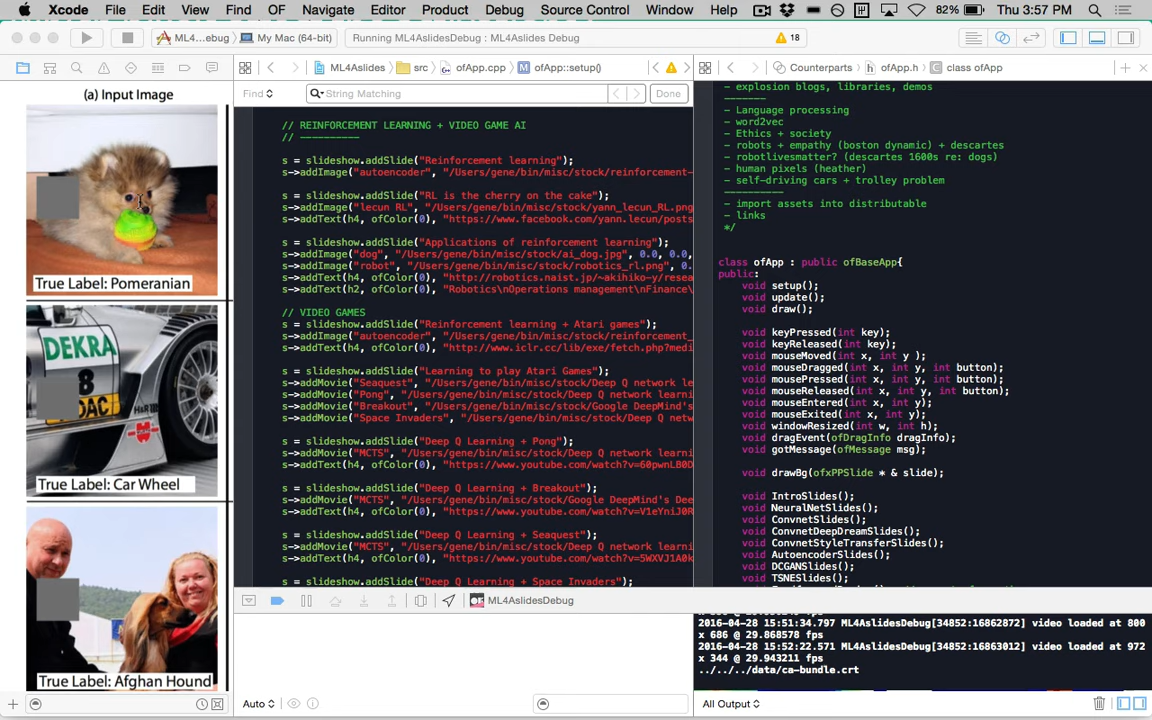 Xcode File Edit View Find OF Navigate Editor Product Debug Source Control Window Help 82% Thu 3:57 PM
ML4...ebug My Mac (64-bit) Running ML4AslidesDebug : ML4Aslides Debug 18
ML4Aslides src ofApp.cpp ofApp::setup() Counterparts ofApp.h class ofApp
Find String Matching Done
(a) Input Image
True Label: Pomeranian
DEKRA
8
True Label: Car Wheel
True Label: Afghan Hound
// REINFORCEMENT LEARNING + VIDEO GAME AI
// ----------
s = slideshow.addSlide("Reinforcement learning");
s->addImage("autoencoder", "/Users/gene/bin/misc/stock/reinforcement-
s = slideshow.addSlide("RL is the cherry on the cake");
s->addImage("lecun RL", "/Users/gene/bin/misc/stock/yann_lecun_RL.png
s->addText(h4, ofColor(0), "https://www.facebook.com/yann.lecun/posts
s = slideshow.addSlide("Applications of reinforcement learning");
s->addImage("dog", "/Users/gene/bin/misc/stock/ai_dog.jpg", 0.0, 0.0,
s->addImage("robot", "/Users/gene/bin/misc/stock/robotics_rl.png", 0.
s->addText(h4, ofColor(0), "http://robotics.naist.jp/~akihiko-y/resea
s->addText(h2, ofColor(0), "Robotics\nOperations management\nFinance\
// VIDEO GAMES
s = slideshow.addSlide("Reinforcement learning + Atari games");
s->addImage("autoencoder", "/Users/gene/bin/misc/stock/reinforcement_
s->addText(h4, ofColor(0), "http://www.iclr.cc/lib/exe/fetch.php?medi
s = slideshow.addSlide("Learning to play Atari Games");
s->addMovie("Seaquest", "/Users/gene/bin/misc/stock/Deep Q network le
s->addMovie("Pong", "/Users/gene/bin/misc/stock/Deep Q network learni
s->addMovie("Breakout", "/Users/gene/bin/misc/stock/Google DeepMind's
s->addMovie("Space Invaders", "/Users/gene/bin/misc/stock/Deep Q netw
s = slideshow.addSlide("Deep Q Learning + Pong");
s->addMovie("MCTS", "/Users/gene/bin/misc/stock/Deep Q network learni
s->addText(h4, ofColor(0), "https://www.youtube.com/watch?v=60pwnLB0D
s = slideshow.addSlide("Deep Q Learning + Breakout");
s->addMovie("MCTS", "/Users/gene/bin/misc/stock/Google DeepMind's Dee
s->addText(h4, ofColor(0), "https://www.youtube.com/watch?v=V1eYniJ0R
s = slideshow.addSlide("Deep Q Learning + Seaquest");
s->addMovie("MCTS", "/Users/gene/bin/misc/stock/Deep Q network learni
s->addText(h4, ofColor(0), "https://www.youtube.com/watch?v=5WXVJ1A0k
s = slideshow.addSlide("Deep Q Learning + Space Invaders");
- explosion blogs, libraries, demos
-------
- Language processing
- word2vec
- Ethics + society
- robots + empathy (boston dynamic) + descartes
- robotlivesmatter? (descartes 1600s re: dogs)
- human pixels (heather)
- self-driving cars + trolley problem
----------
- import assets into distributable
- links
*/
class ofApp : public ofBaseApp{
public:
void setup();
void update();
void draw();
void keyPressed(int key);
void keyReleased(int key);
void mouseMoved(int x, int y );
void mouseDragged(int x, int y, int button);
void mousePressed(int x, int y, int button);
void mouseReleased(int x, int y, int button);
void mouseEntered(int x, int y);
void mouseExited(int x, int y);
void windowResized(int w, int h);
void dragEvent(ofDragInfo dragInfo);
void gotMessage(ofMessage msg);
void drawBg(ofxPPSlide * & slide);
void IntroSlides();
void NeuralNetSlides();
void ConvnetSlides();
void ConvnetDeepDreamSlides();
void ConvnetStyleTransferSlides();
void AutoencoderSlides();
void DCGANSlides();
void TSNESlides();
ML4AslidesDebug
2016-04-28 15:51:34.797 ML4AslidesDebug[34852:16862872] video loaded at 800
x 686 @ 29.868578 fps
2016-04-28 15:52:22.571 ML4AslidesDebug[34852:16863012] video loaded at 972
x 344 @ 29.943211 fps
../../../data/ca-bundle.crt
Auto All Output